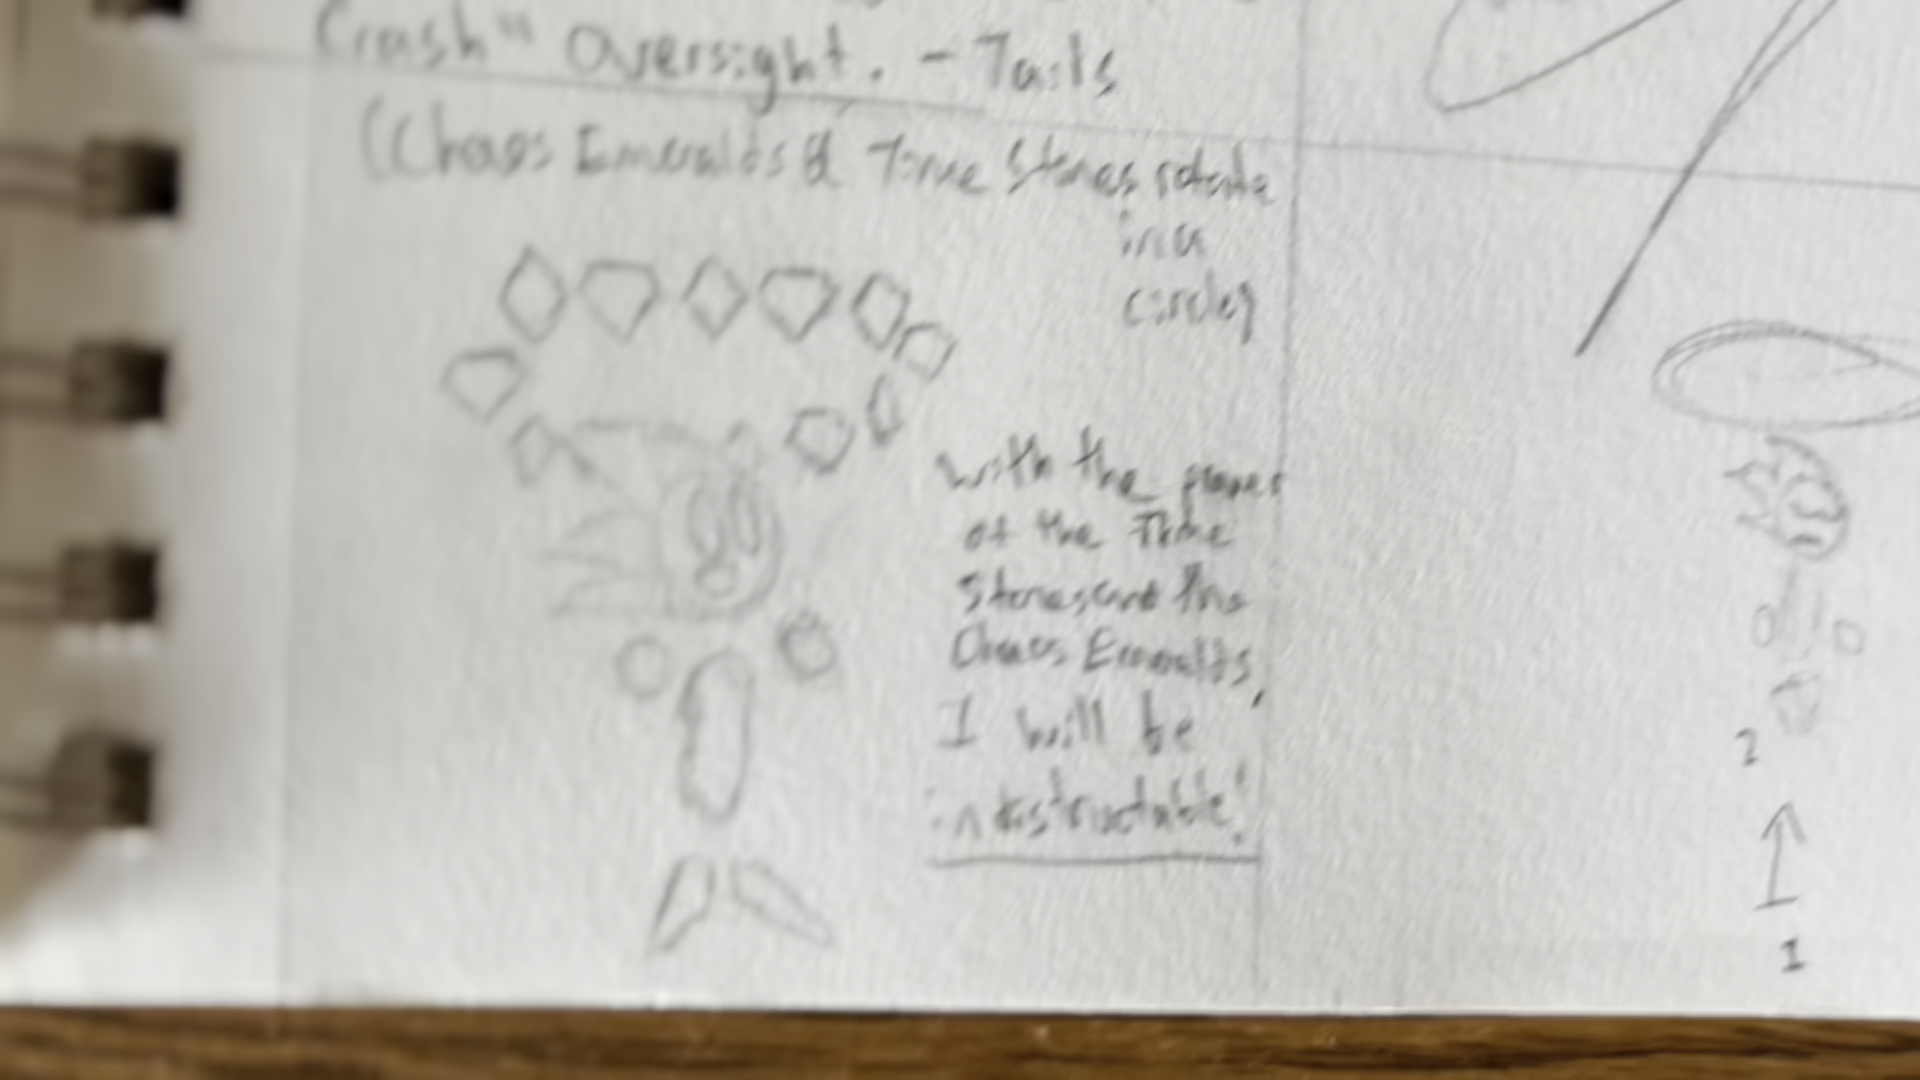 Crash" Oversight. - Tails
(Chaos Emeralds & Time Stones rotate
in a
circle)
With the power
of the Time
Stones and the
Chaos Emeralds,
I will be
indistructable!
2
1